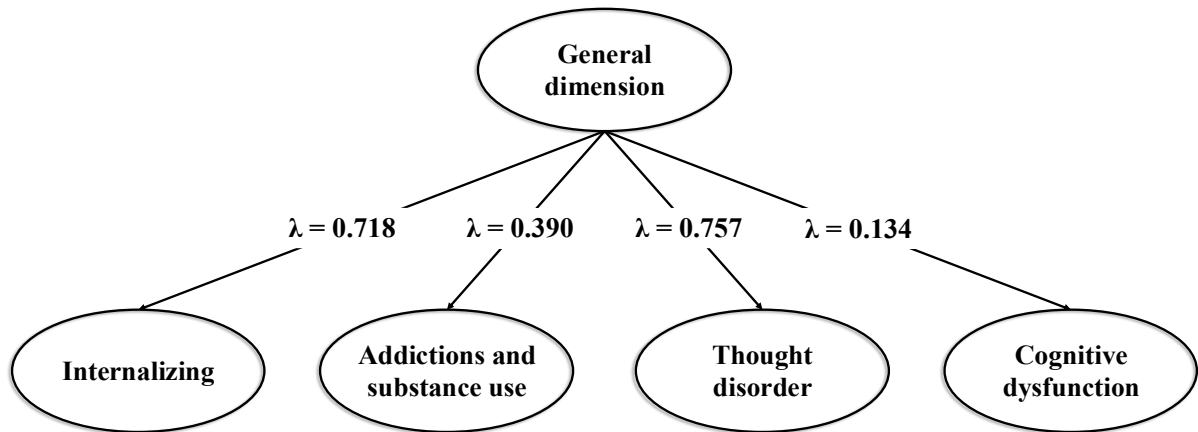 General
dimension
λ = 0.718
λ = 0.390
λ = 0.757
λ = 0.134
Internalizing
Addictions and
substance use
Thought
disorder
Cognitive
dysfunction